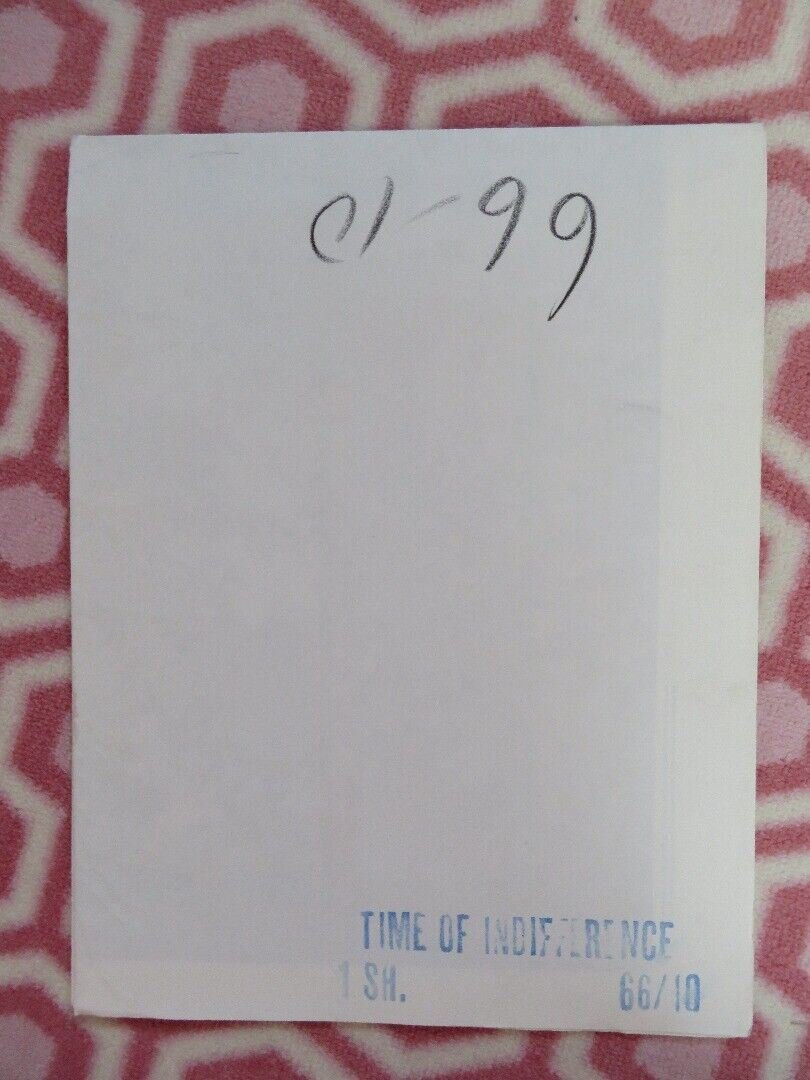 66-10
TIME OF INDIFFERENCE
1 SH. 66/10